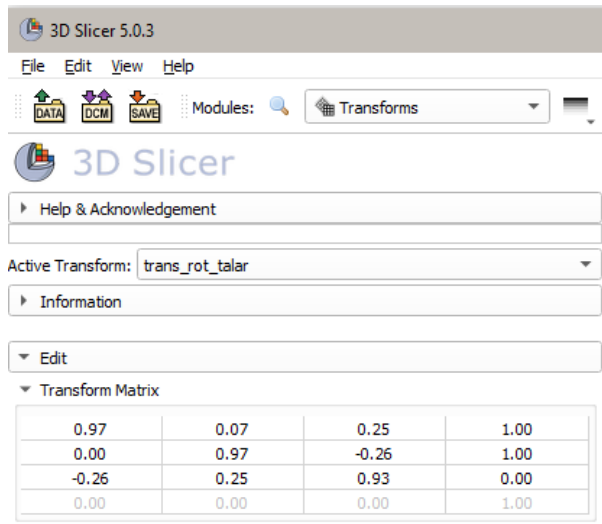 3D Slicer 5.0.3
File Edit View Help
DATA DCM SAVE Modules: Transforms
3D Slicer
Help & Acknowledgement
Active Transform: trans_rot_talar
Information
Edit
Transform Matrix
0.97 0.07 0.25 1.00
0.00 0.97 -0.26 1.00
-0.26 0.25 0.93 0.00
0.00 0.00 0.00 1.00